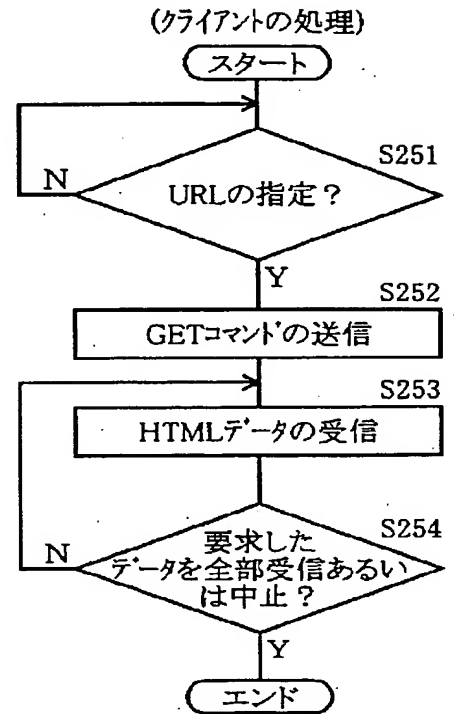 (クライアントの処理)
スタート
S251
N
URLの指定?
Y
S252
GETコマンドの送信
S253
HTMLデータの受信
S254
要求した
N
データを全部受信あるい
は中止?
Y
エンド